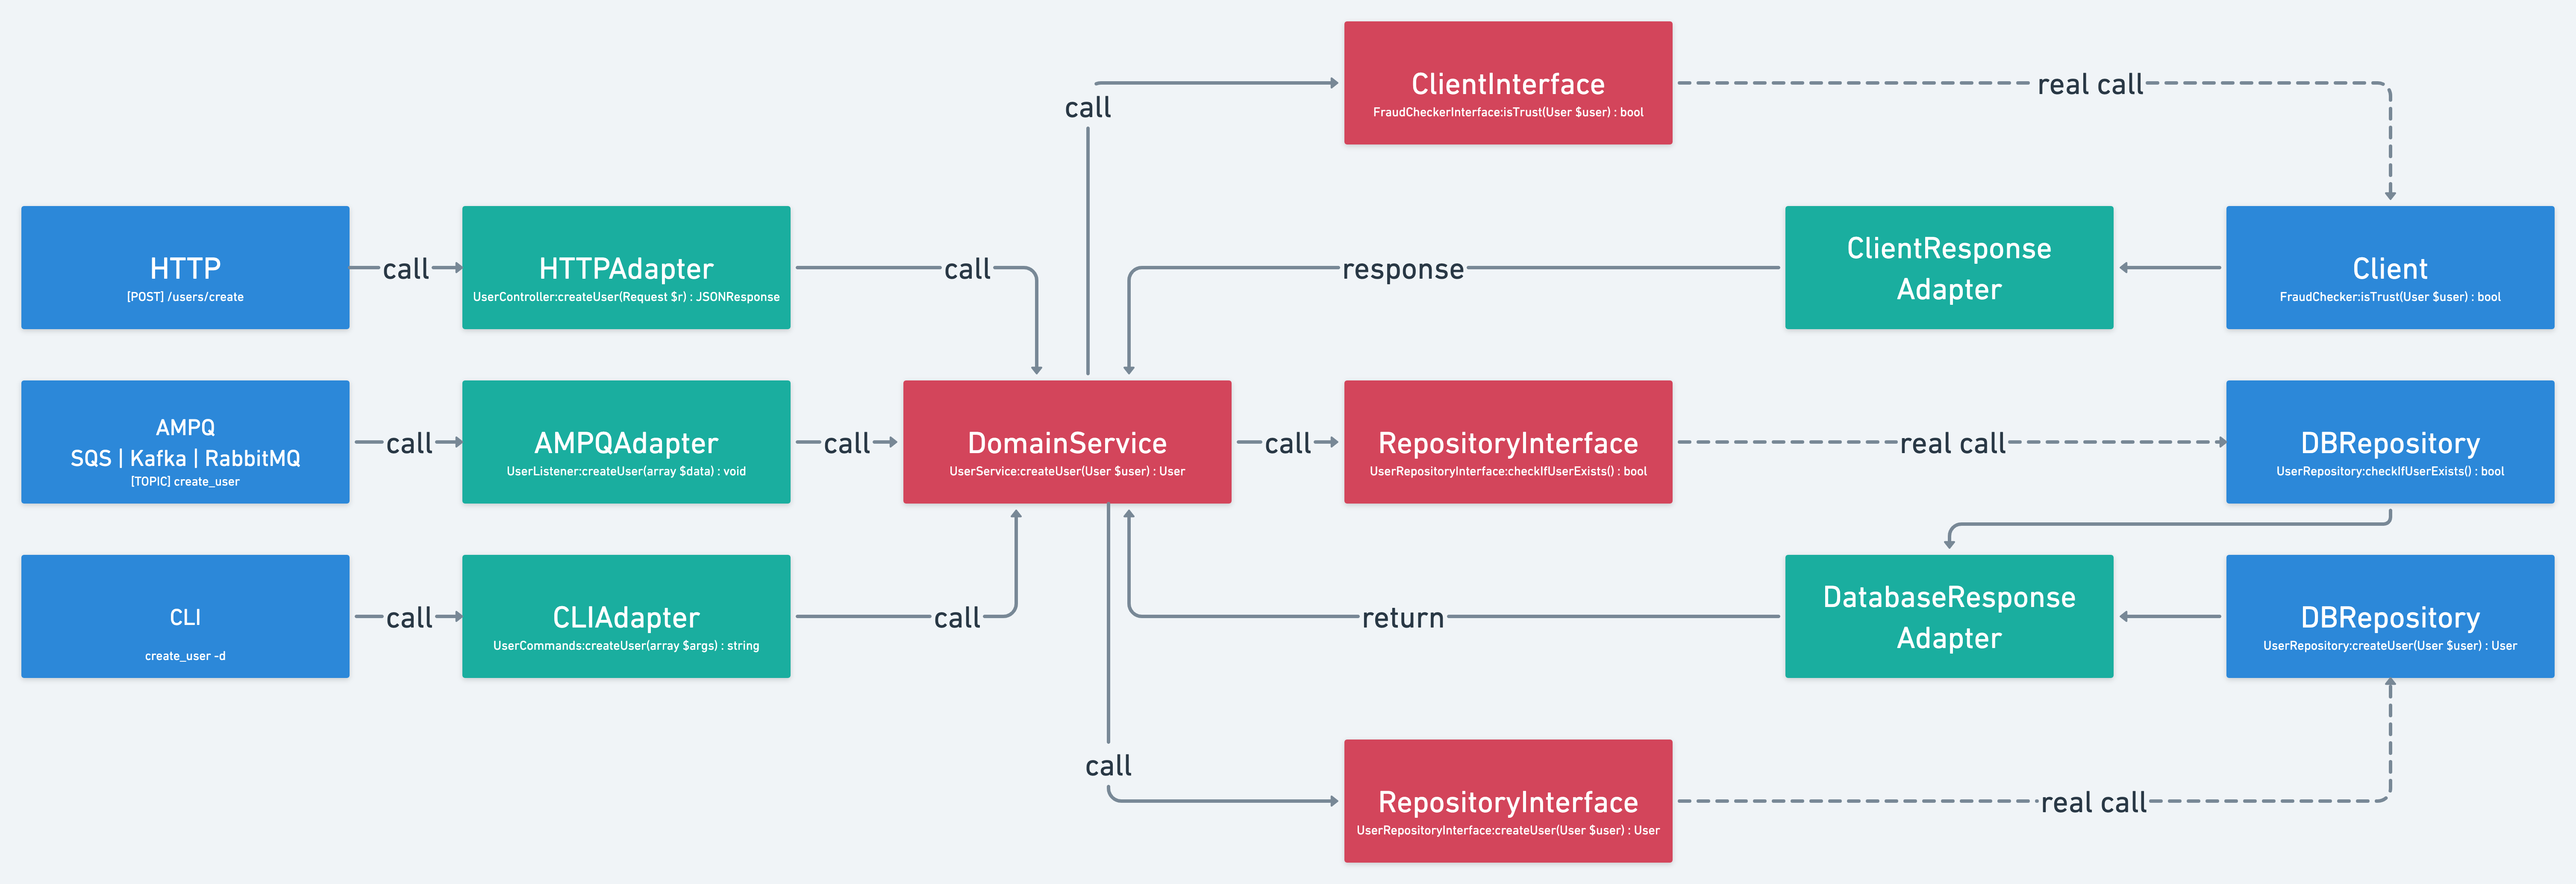 ClientInterface
FraudCheckerInterface:isTrust(User $user) : bool
real call
call
HTTP
[POST] /users/create
call
HTTPAdapter
UserController:createUser(Request $r) : JSONResponse
call
response
ClientResponse
Adapter
Client
FraudChecker:isTrust(User $user) : bool
AMPQ
SQS | Kafka | RabbitMQ
[TOPIC] create_user
call
AMPQAdapter
UserListener:createUser(array $data) : void
call
DomainService
UserService:createUser(User $user) : User
call
RepositoryInterface
UserRepositoryInterface:checkIfUserExists() : bool
real call
DBRepository
UserRepository:checkIfUserExists() : bool
CLI
create_user -d
call
CLIAdapter
UserCommands:createUser(array $args) : string
call
return
DatabaseResponse
Adapter
DBRepository
UserRepository:createUser(User $user) : User
call
RepositoryInterface
UserRepositoryInterface:createUser(User $user) : User
real call